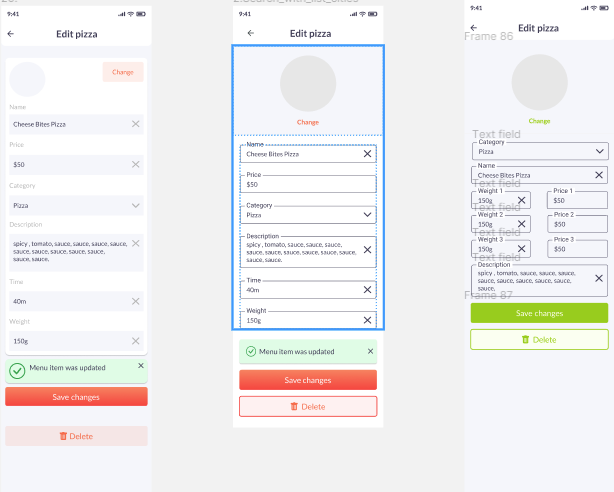 9:41
Edit pizza
Change
Name
Cheese Bites Pizza
Price
$50
Category
Pizza
Description
spicy , tomato, sauce, sauce, sauce, sauce,
sauce, sauce, sauce, sauce, sauce,
sauce, sauce,
Time
40m
Weight
150g
Menu item was updated
Save changes
Delete
9:41
Edit pizza
Change
Name
Cheese Bites Pizza
Price
$50
Category
Pizza
Description
spicy , tomato, sauce, sauce, sauce,
sauce, sauce, sauce, sauce, sauce, sauce,
sauce, sauce,
Time
40m
Weight
150g
Menu item was updated
Save changes
Delete
9:41
Edit pizza
Frame 86
Change
Text field
Category
Pizza
Name
Cheese Bites Pizza
Text field
Weight 1
150g
Price 1
$50
Text field
Weight 2
150g
Price 2
$50
Text field
Weight 3
150g
Price 3
$50
Text field
Description
spicy , tomato, sauce, sauce, sauce,
sauce, sauce, sauce, sauce, sauce,
sauce,
Frame 87
Save changes
Delete